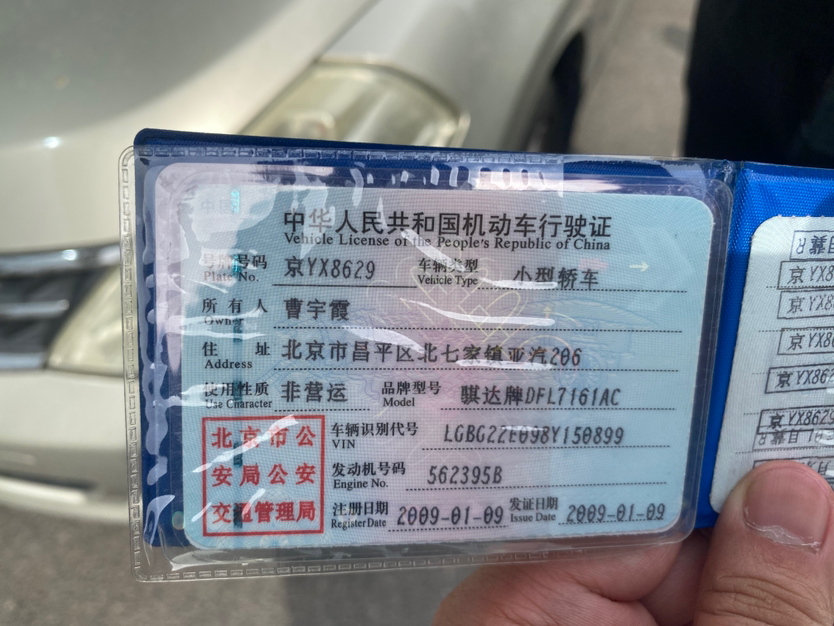 中华人民共和国机动车行驶证
Vehicle License of the People's Republic of China
号牌号码 京YX8629 车辆类型 小型轿车
Plate No. Vehicle Type
所有人 曹宇霞
Owner
住址 北京市昌平区北七家镇亚汽206
Address
使用性质 非营运 品牌型号 骐达牌DFL7161AC
Use Character Model
北京市公
安局公安
交通管理局
车辆识别代号 LGBG22E098Y150899
VIN
发动机号码 562395B
Engine No.
注册日期 2009-01-09 发证日期 2009-01-09
Register Date Issue Date
京YX8
京YX
京YX8
京YX86
京YX862